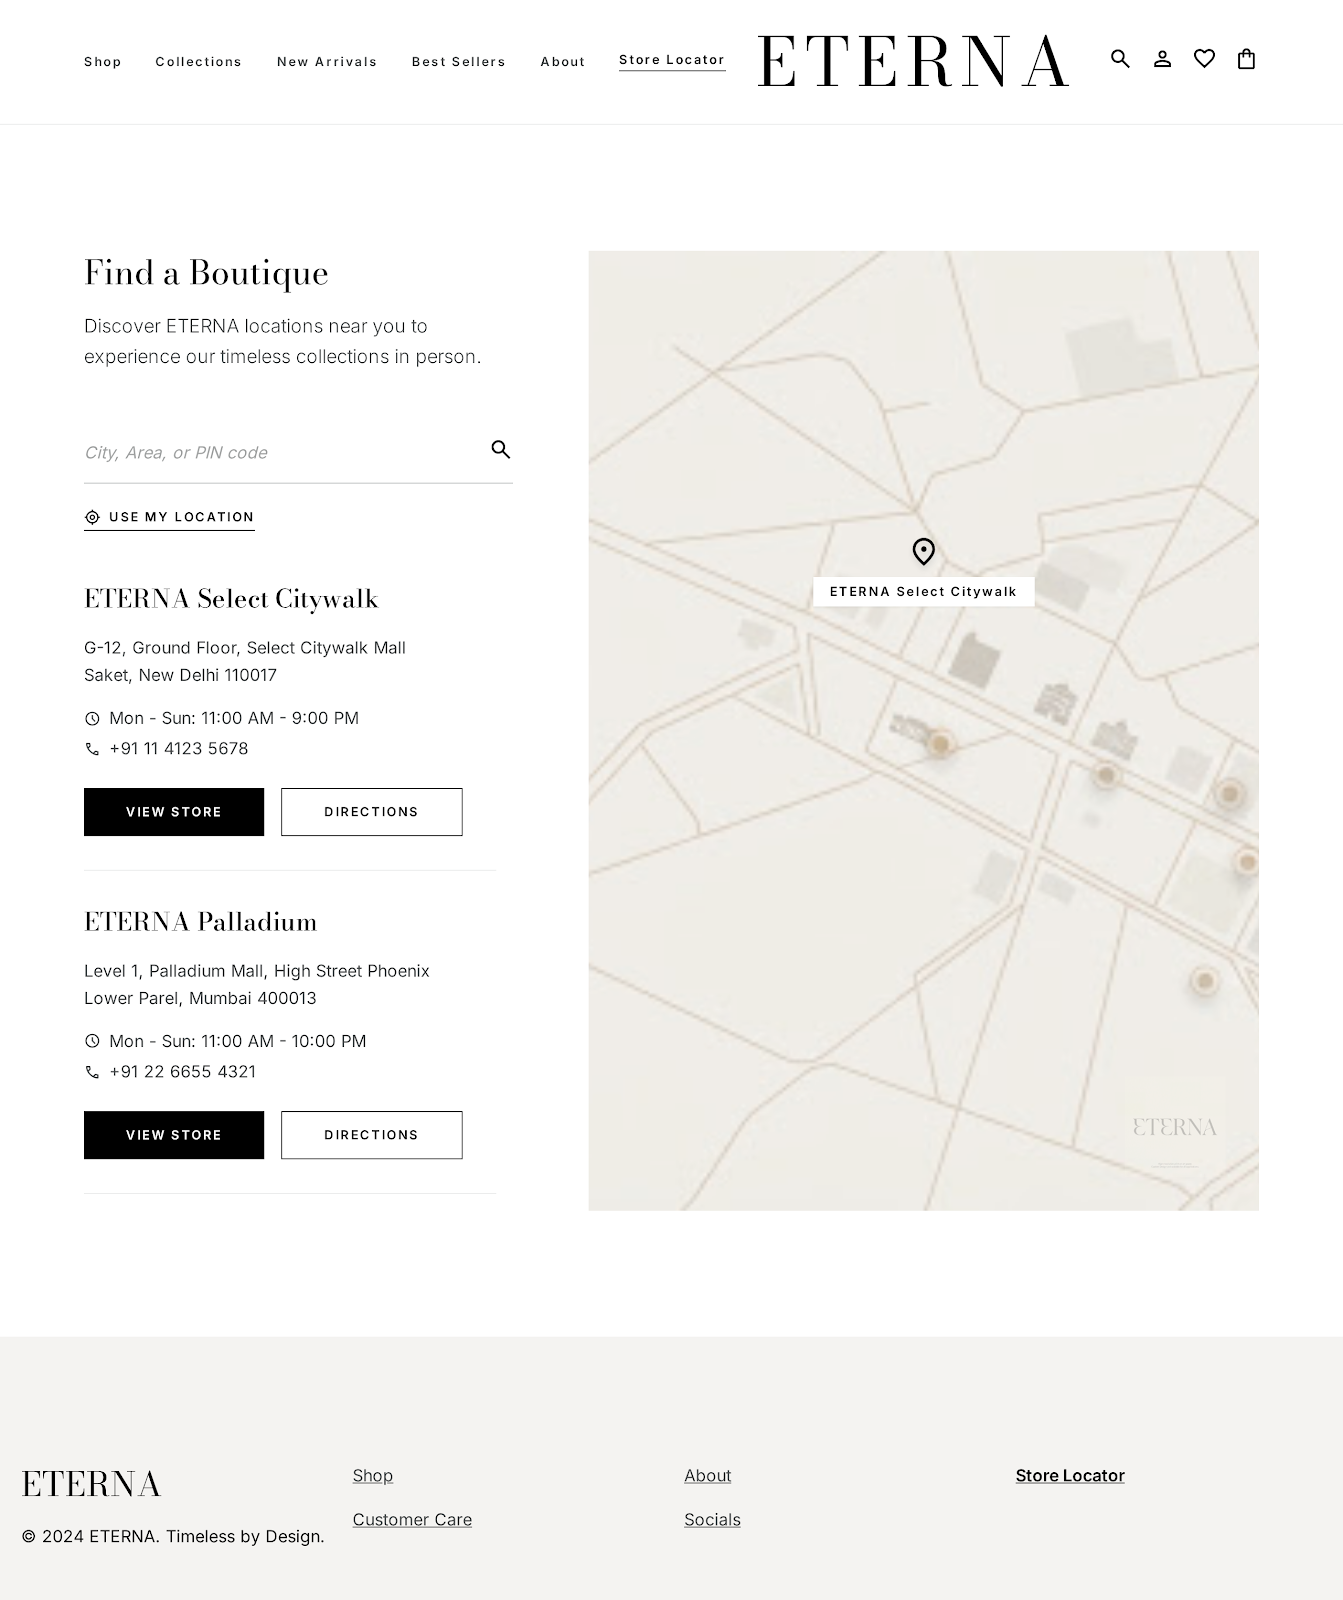 Shop Collections New Arrivals Best Sellers About Store Locator ETERNA
Find a Boutique
Discover ETERNA locations near you to
experience our timeless collections in person.
City, Area, or PIN code
USE MY LOCATION
ETERNA Select Citywalk
G-12, Ground Floor, Select Citywalk Mall
Saket, New Delhi 110017
Mon - Sun: 11:00 AM - 9:00 PM
+91 11 4123 5678
VIEW STORE DIRECTIONS
ETERNA Palladium
Level 1, Palladium Mall, High Street Phoenix
Lower Parel, Mumbai 400013
Mon - Sun: 11:00 AM - 10:00 PM
+91 22 6655 4321
VIEW STORE DIRECTIONS
ETERNA Select Citywalk
ETERNA
ETERNA
© 2024 ETERNA. Timeless by Design.
Shop
Customer Care
About
Socials
Store Locator